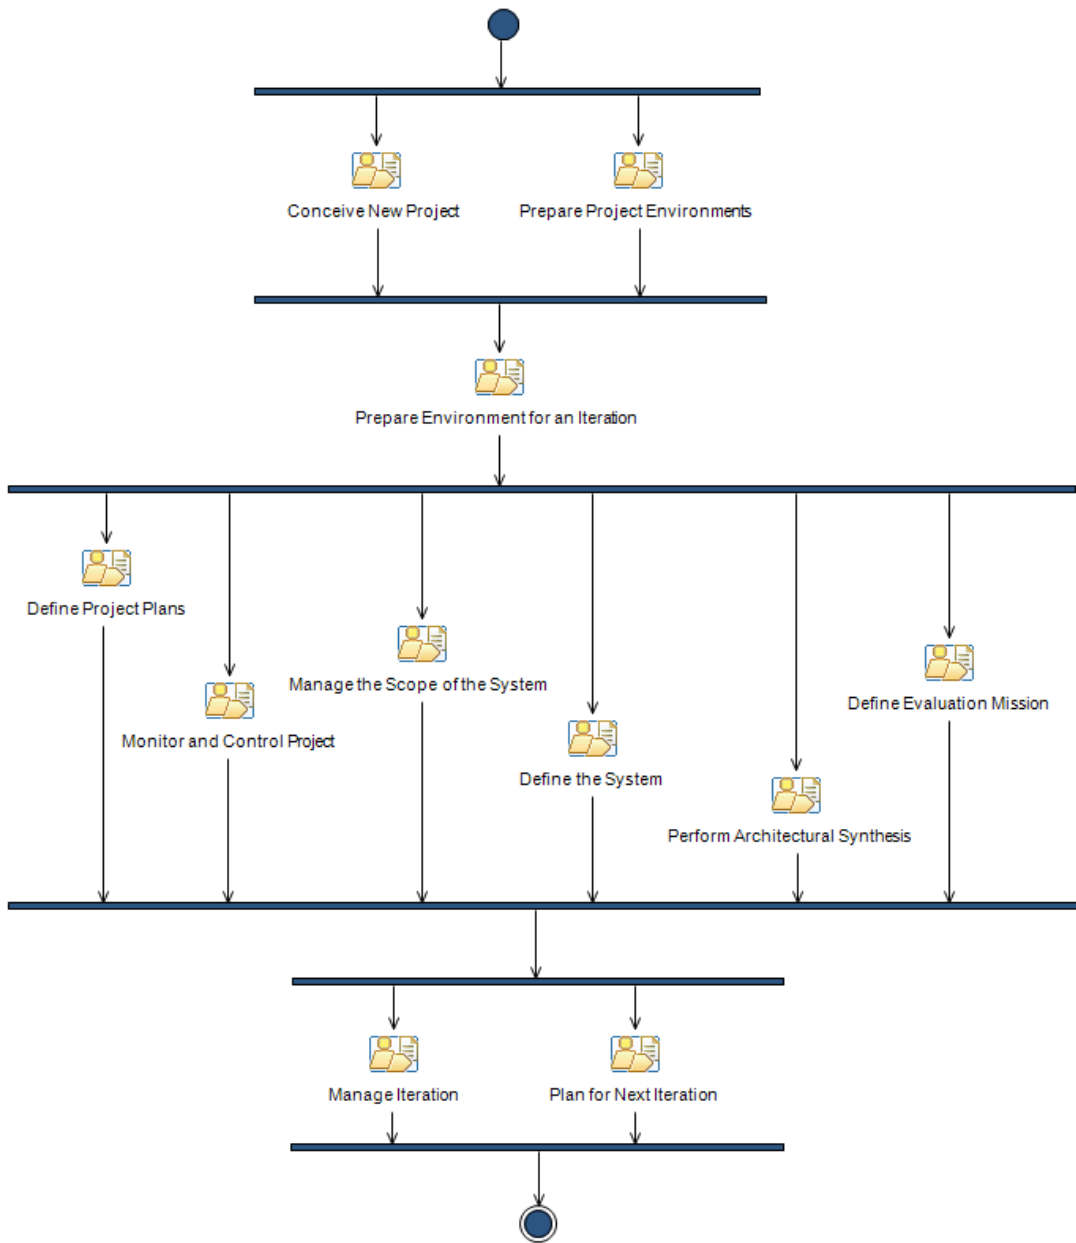 Conceive New Project
Prepare Project Environments
Prepare Environment for an Iteration
Define Project Plans
Manage the Scope of the System
Define Evaluation Mission
Monitor and Control Project
Define the System
Perform Architectural Synthesis
Manage Iteration
Plan for Next Iteration